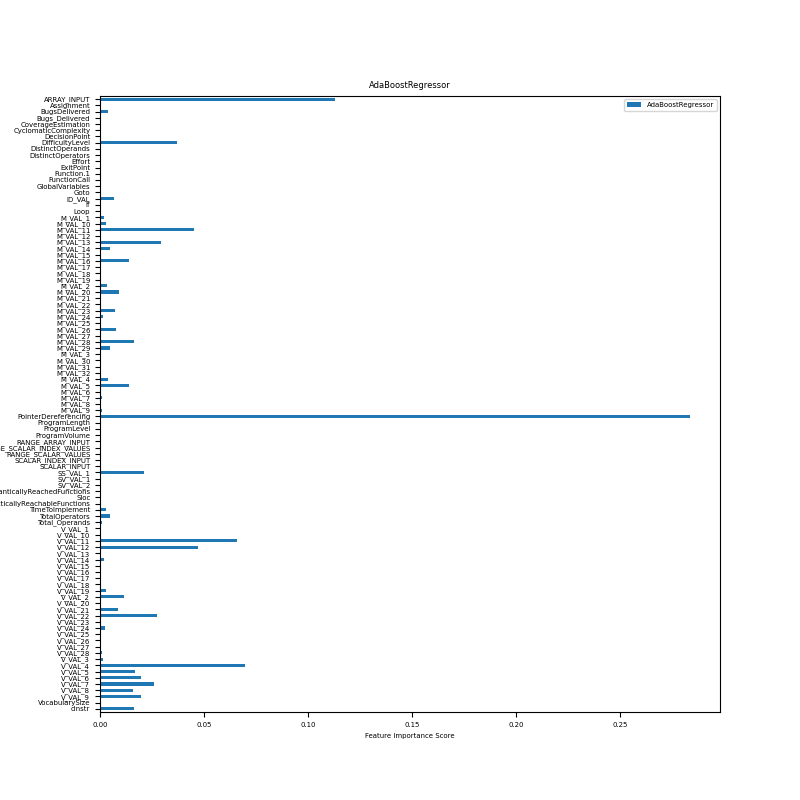 AdaBoostRegressor
AdaBoostRegressor
ARRAY_INPUT
Assignment
BugsDelivered
Bugs_Delivered
CoverageEstimation
CyclomaticComplexity
DecisionPoint
DifficultyLevel
DistinctOperands
DistinctOperators
Effort
ExitPoint
Function.1
FunctionCall
GlobalVariables
Goto
ID_VAL
If
Loop
M_VAL_1
M_VAL_10
M_VAL_11
M_VAL_12
M_VAL_13
M_VAL_14
M_VAL_15
M_VAL_16
M_VAL_17
M_VAL_18
M_VAL_19
M_VAL_2
M_VAL_20
M_VAL_21
M_VAL_22
M_VAL_23
M_VAL_24
M_VAL_25
M_VAL_26
M_VAL_27
M_VAL_28
M_VAL_29
M_VAL_3
M_VAL_30
M_VAL_31
M_VAL_32
M_VAL_4
M_VAL_5
M_VAL_6
M_VAL_7
M_VAL_8
M_VAL_9
PointerDereferencing
ProgramLength
ProgramLevel
ProgramVolume
RANGE_ARRAY_INPUT
E_SCALAR_INDEX_VALUES
RANGE_SCALAR_VALUES
SCALAR_INDEX_INPUT
SCALAR_INPUT
SS_VAL_1
SV_VAL_1
SV_VAL_2
anticallyReachedFunctions
Sloc
ticallyReachableFunctions
TimeToImplement
TotalOperators
Total_Operands
V_VAL_1
V_VAL_10
V_VAL_11
V_VAL_12
V_VAL_13
V_VAL_14
V_VAL_15
V_VAL_16
V_VAL_17
V_VAL_18
V_VAL_19
V_VAL_2
V_VAL_20
V_VAL_21
V_VAL_22
V_VAL_23
V_VAL_24
V_VAL_25
V_VAL_26
V_VAL_27
V_VAL_28
V_VAL_3
V_VAL_4
V_VAL_5
V_VAL_6
V_VAL_7
V_VAL_8
V_VAL_9
VocabularySize
cInstr
0.00 0.05 0.10 0.15 0.20 0.25
Feature Importance Score